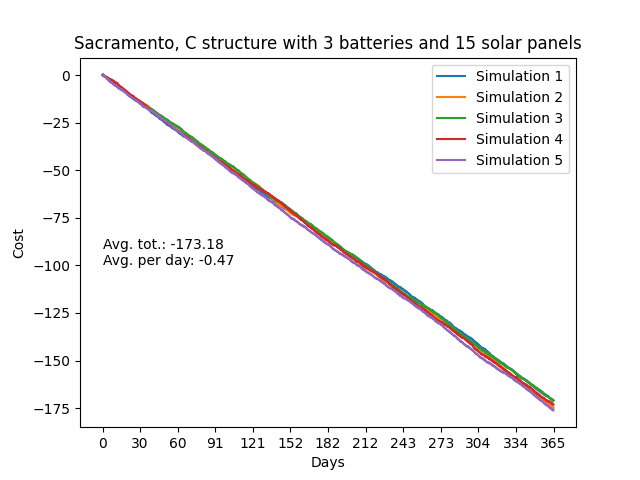 Sacramento, C structure with 3 batteries and 15 solar panels
0
−25
−50
−75
−100
−125
−150
−175
Cost
Simulation 1
Simulation 2
Simulation 3
Simulation 4
Simulation 5
Avg. tot.: -173.18
Avg. per day: -0.47
0 30 60 91 121 152 182 212 243 273 304 334 365
Days